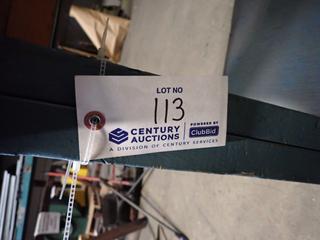 LOT NO
113
CENTURY
AUCTIONS
POWERED BY
ClubBid
A DIVISION OF CENTURY SERVICES